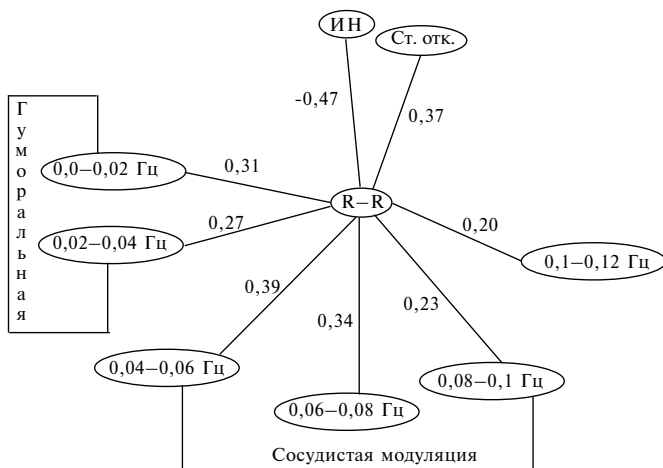 ИН
Ст. отк.
-0,47
0,37
Гуморальная
0,0–0,02 Гц
0,31
R–R
0,02–0,04 Гц
0,27
0,20
0,1–0,12 Гц
0,39
0,34
0,23
0,04–0,06 Гц
0,08–0,1 Гц
0,06–0,08 Гц
Сосудистая модуляция